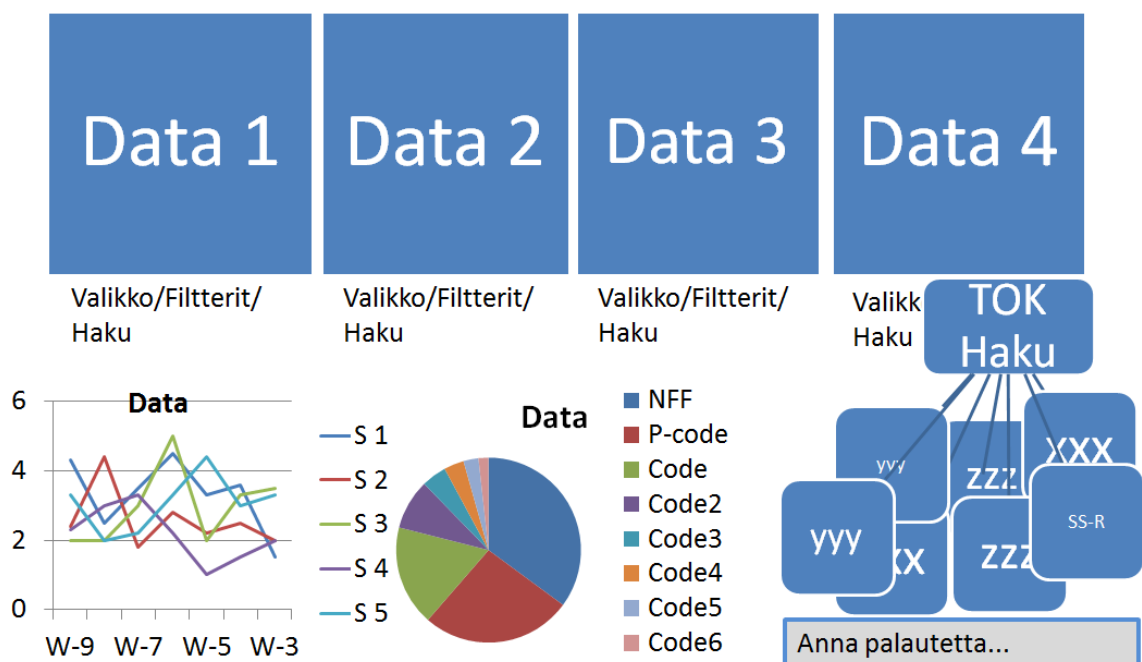 Data 1
Data 2
Data 3
Data 4
Valikko/Filtterit/
Haku
Valikko/Filtterit/
Haku
Valikko/Filtterit/
Haku
Valikk
Haku
TOK
Haku
Data
6
4
2
0
W-9
W-7
W-5
W-3
S 1
S 2
S 3
S 4
S 5
Data
NFF
P-code
Code
Code2
Code3
Code4
Code5
Code6
yyy
zzz
xxx
yyy
xx
zzz
SS-R
Anna palautetta...